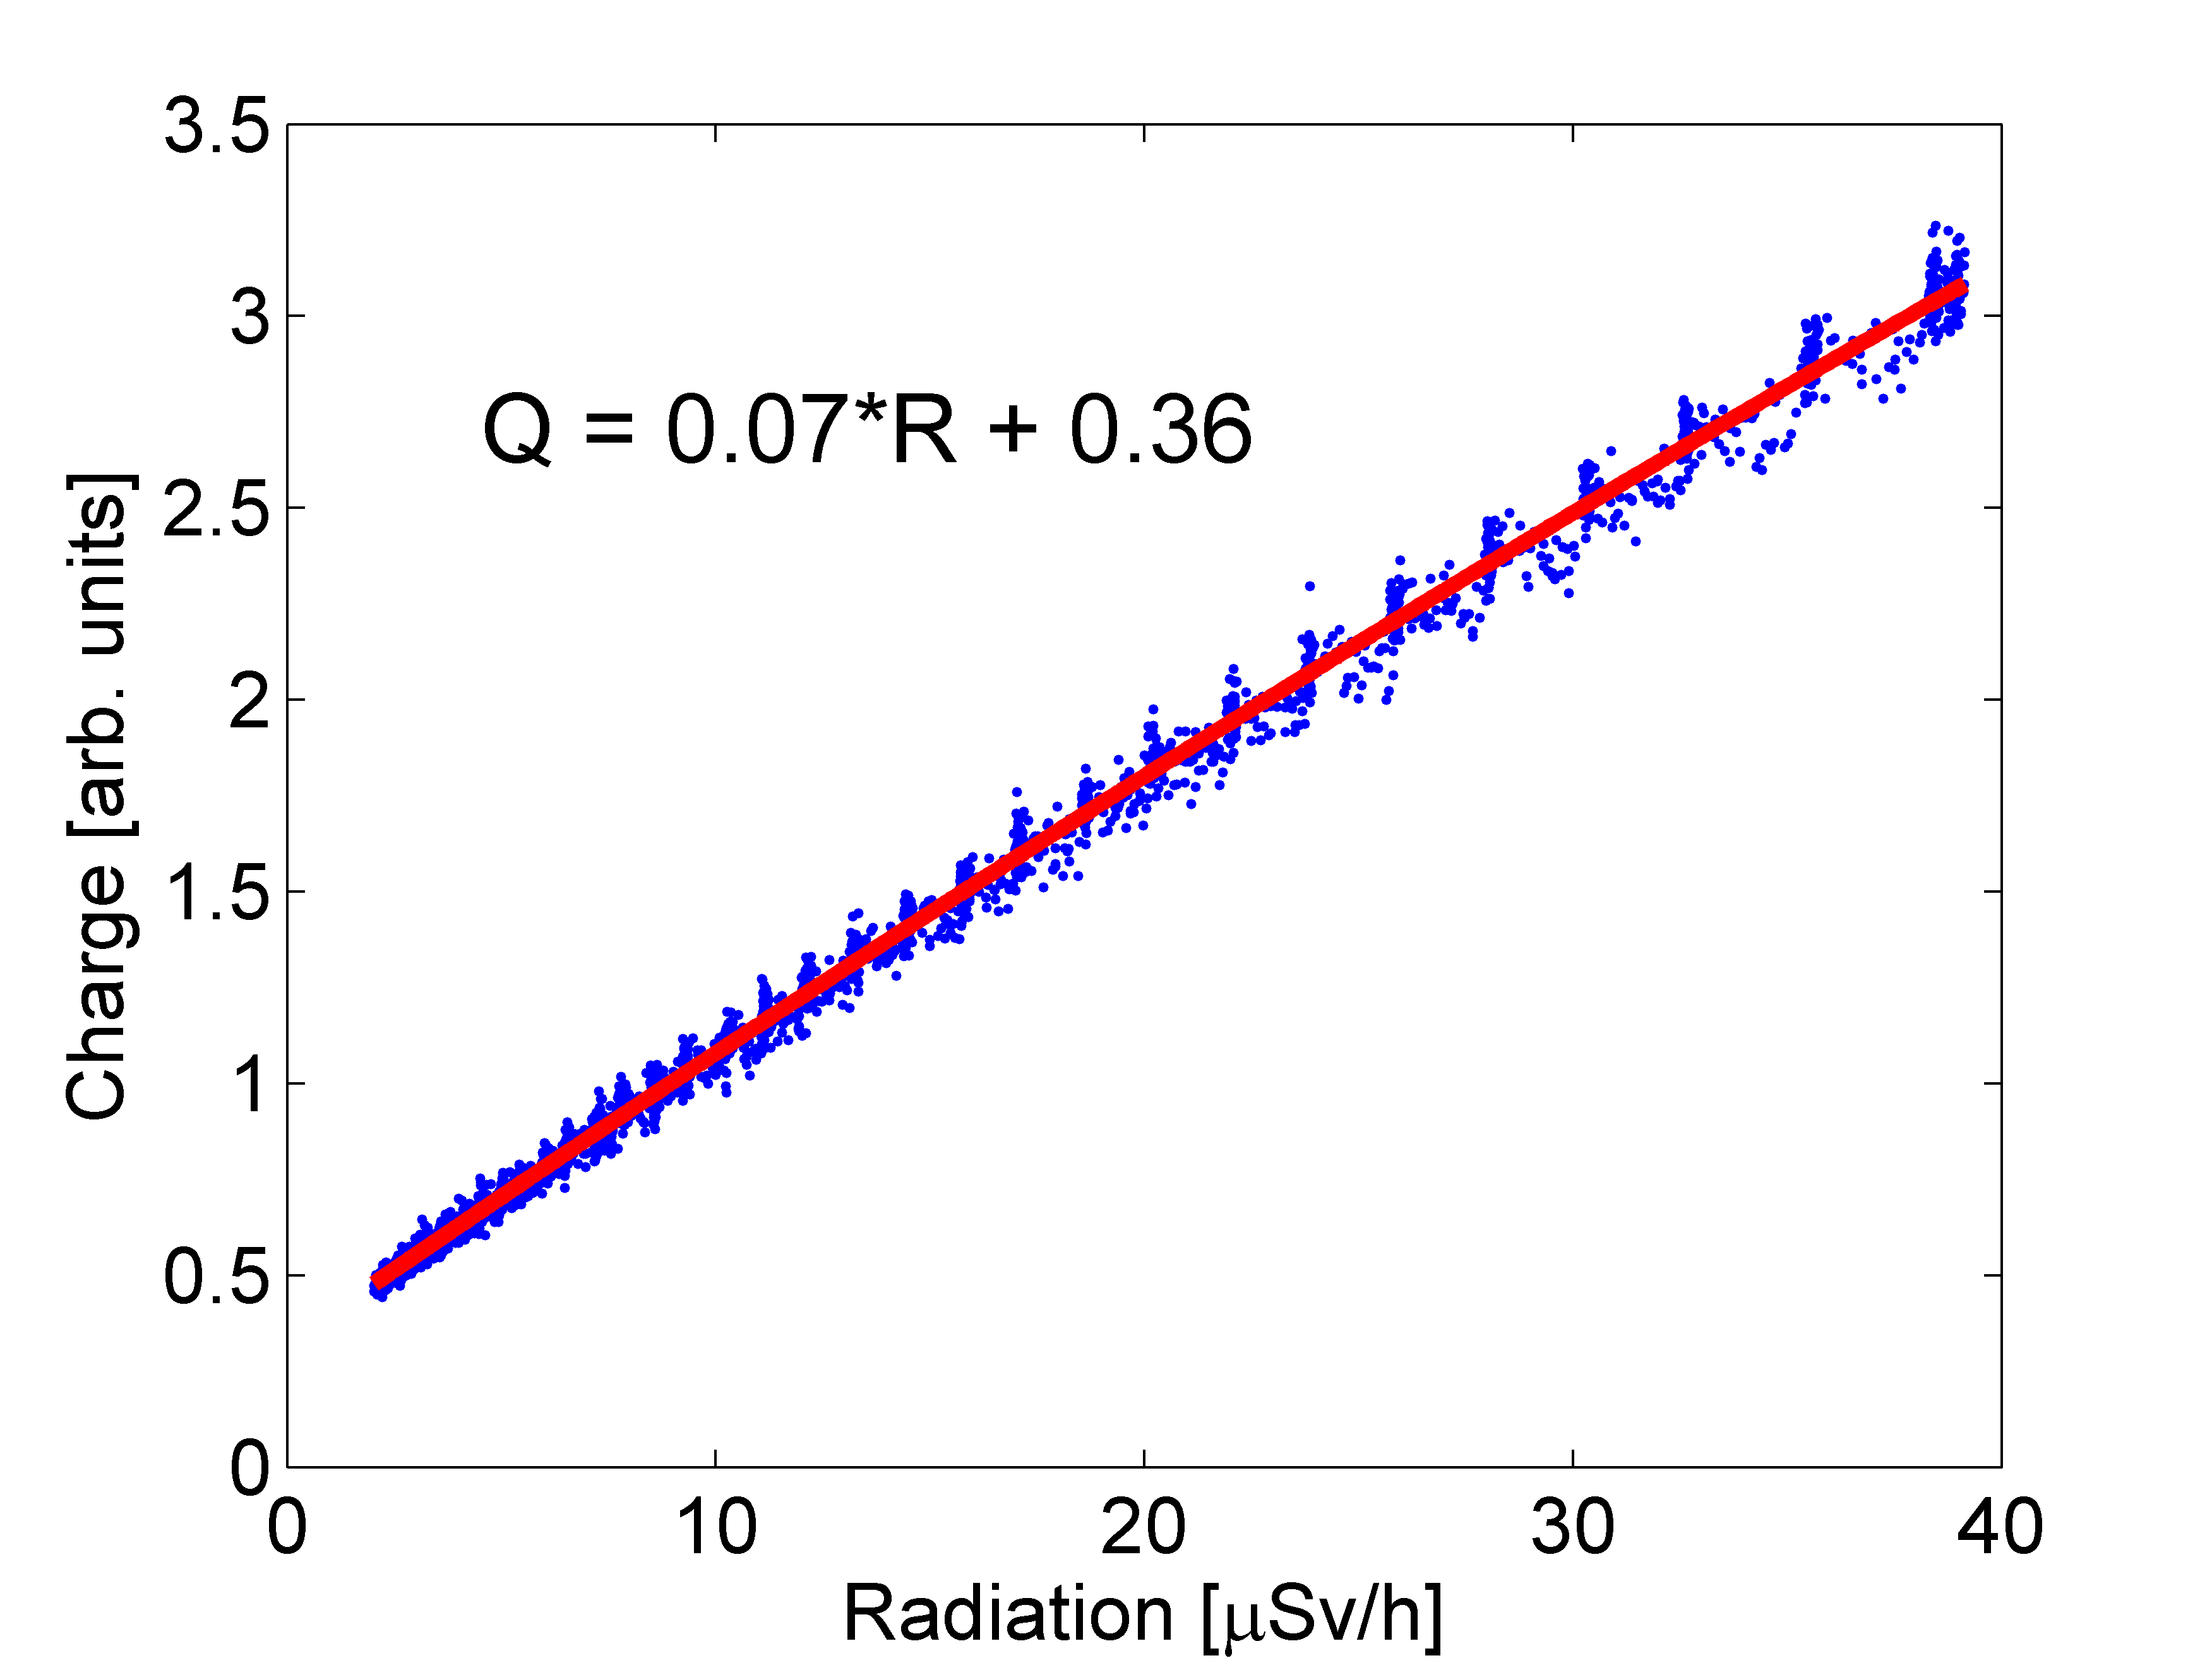 3.5
3
Q = 0.07*R + 0.36
2.5
2
1.5
1
0.5
0
Charge [arb. units]
0 10 20 30 40
Radiation [μSv/h]